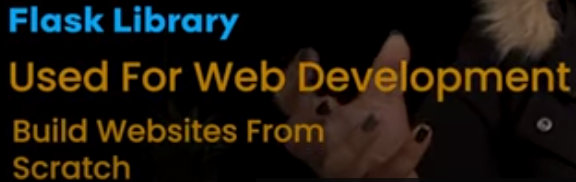 Flask Library
Used For Web Development
Build Websites From
Scratch